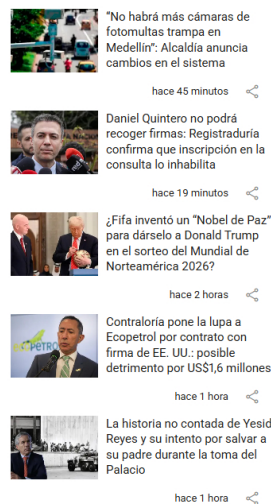 “No habrá más cámaras de
fotomultas trampa en
Medellín”: Alcaldía anuncia
cambios en el sistema
hace 45 minutos
Daniel Quintero no podrá
recoger firmas: Registraduría
confirma que inscripción en la
consulta lo inhabilita
hace 19 minutos
¿Fifa inventó un “Nobel de Paz”
para dárselo a Donald Trump
en el sorteo del Mundial de
Norteamérica 2026?
hace 2 horas
Contraloría pone la lupa a
Ecopetrol por contrato con
firma de EE. UU.: posible
detrimento por US$1,6 millones
hace 1 hora
La historia no contada de Yesid
Reyes y su intento por salvar a
su padre durante la toma del
Palacio
hace 1 hora